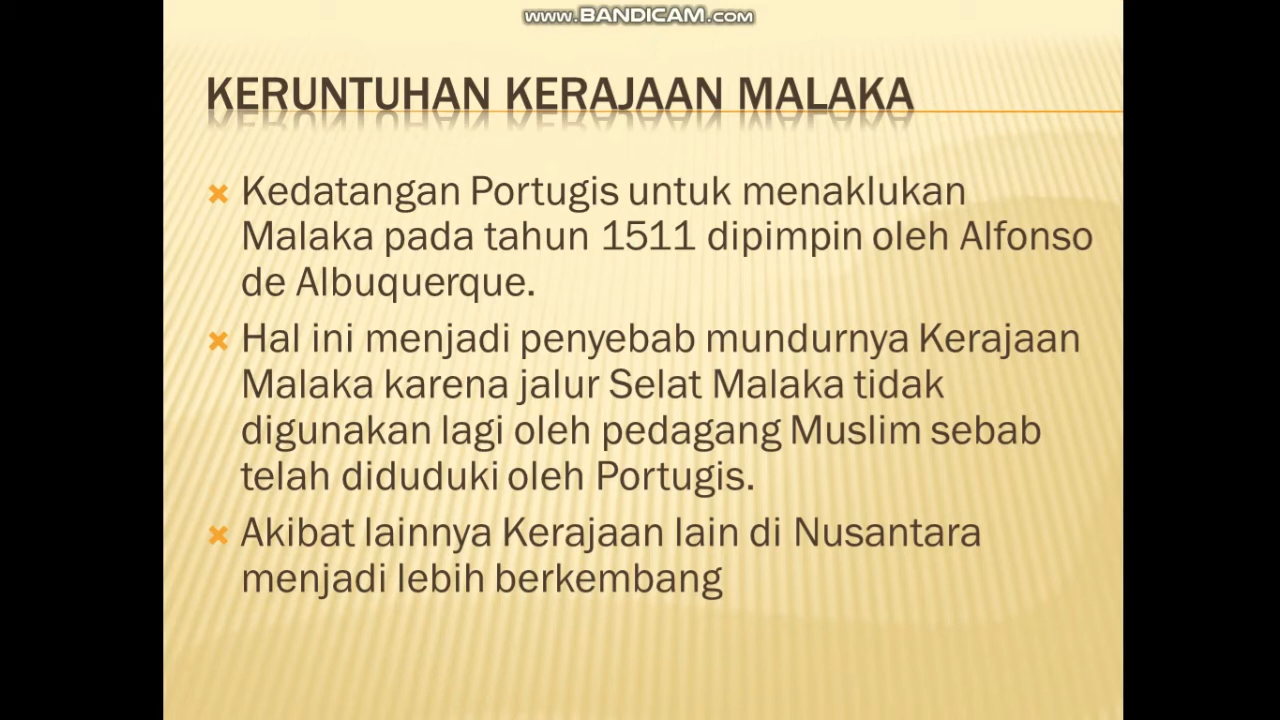 www.BANDICAM.com
KERUNTUHAN KERAJAAN MALAKA
Kedatangan Portugis untuk menaklukan
Malaka pada tahun 1511 dipimpin oleh Alfonso
de Albuquerque.
Hal ini menjadi penyebab mundurnya Kerajaan
Malaka karena jalur Selat Malaka tidak
digunakan lagi oleh pedagang Muslim sebab
telah diduduki oleh Portugis.
Akibat lainnya Kerajaan lain di Nusantara
menjadi lebih berkembang